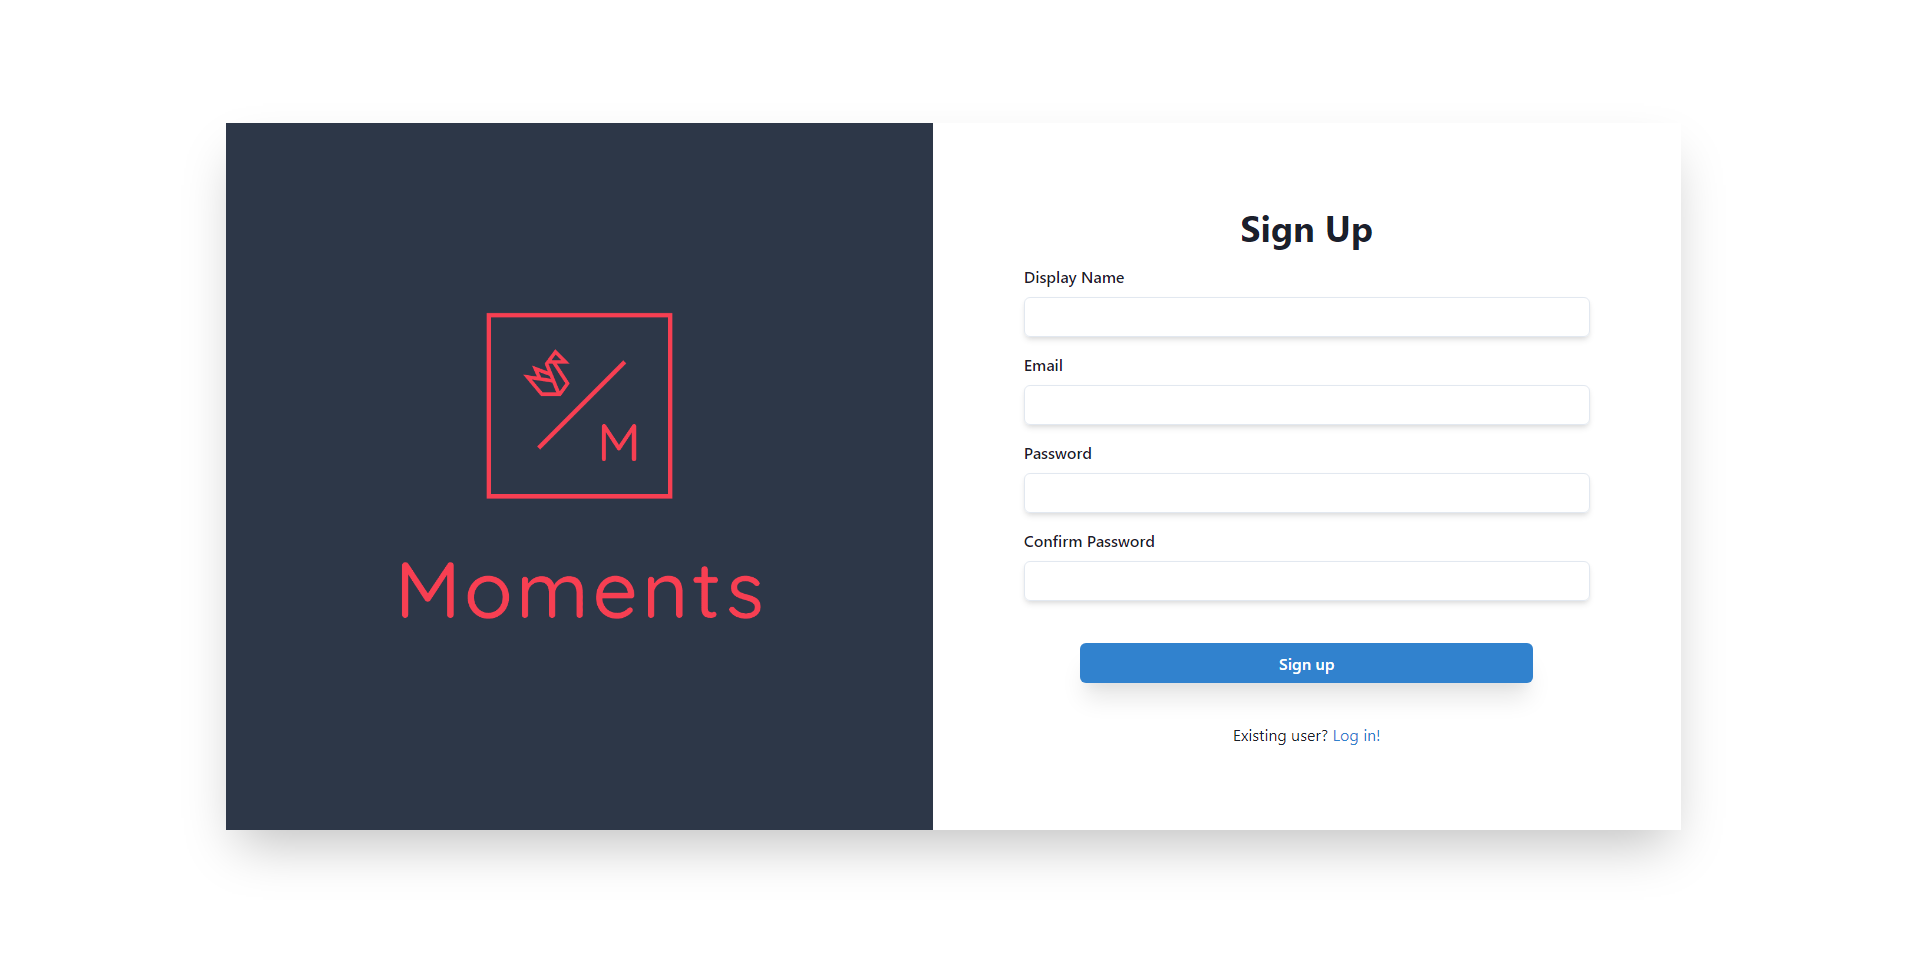 M
Moments
Sign Up
Display Name
Email
Password
Confirm Password
Sign up
Existing user? Log in!